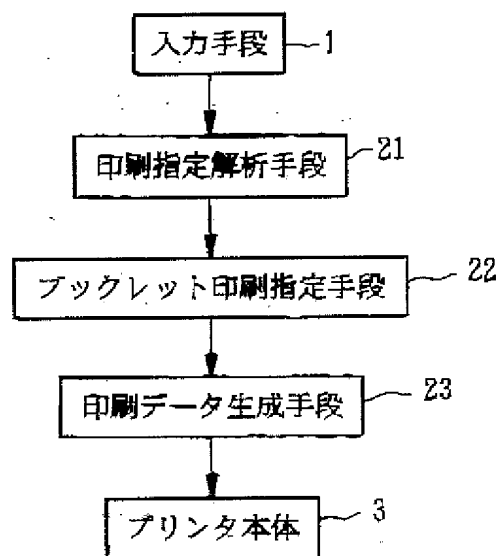 入力手段 1
印刷指定解析手段 21
ブックレット印刷指定手段 22
印刷データ生成手段 23
プリンタ本体 3